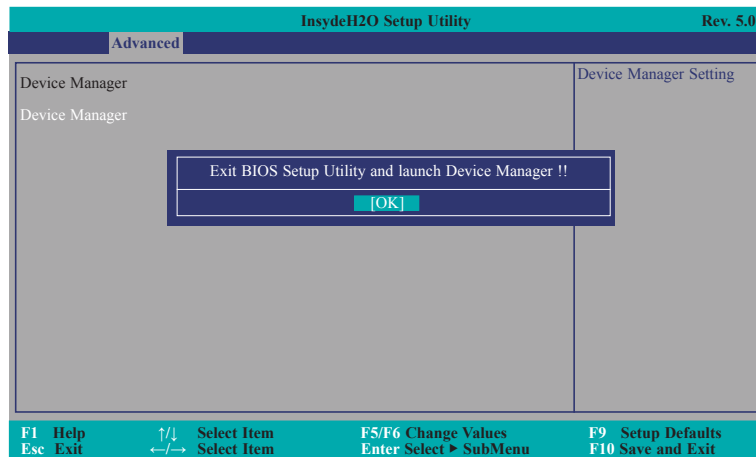 InsydeH2O Setup Utility Rev. 5.0
Advanced
Device Manager Device Manager Setting
Device Manager
Exit BIOS Setup Utility and launch Device Manager !!
[OK]
F1 Help ↑/↓ Select Item F5/F6 Change Values F9 Setup Defaults
Esc Exit ←/→ Select Item Enter Select ▶ SubMenu F10 Save and Exit